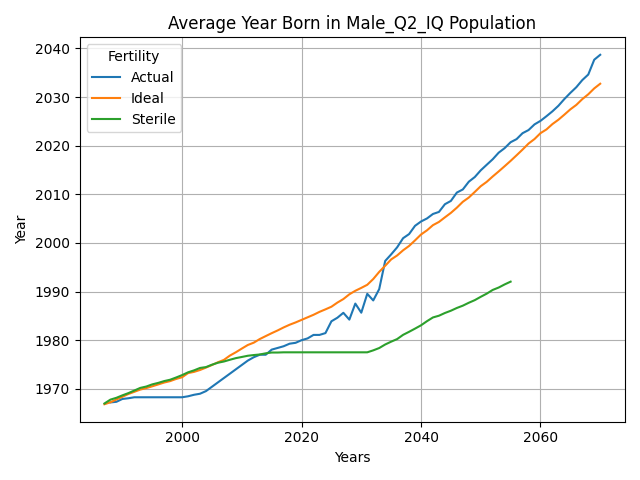 Average Year Born in Male_Q2_IQ Population
Fertility
Actual
Ideal
Sterile
2040
2030
2020
2010
2000
1990
1980
1970
Year
2000
2020
2040
2060
Years